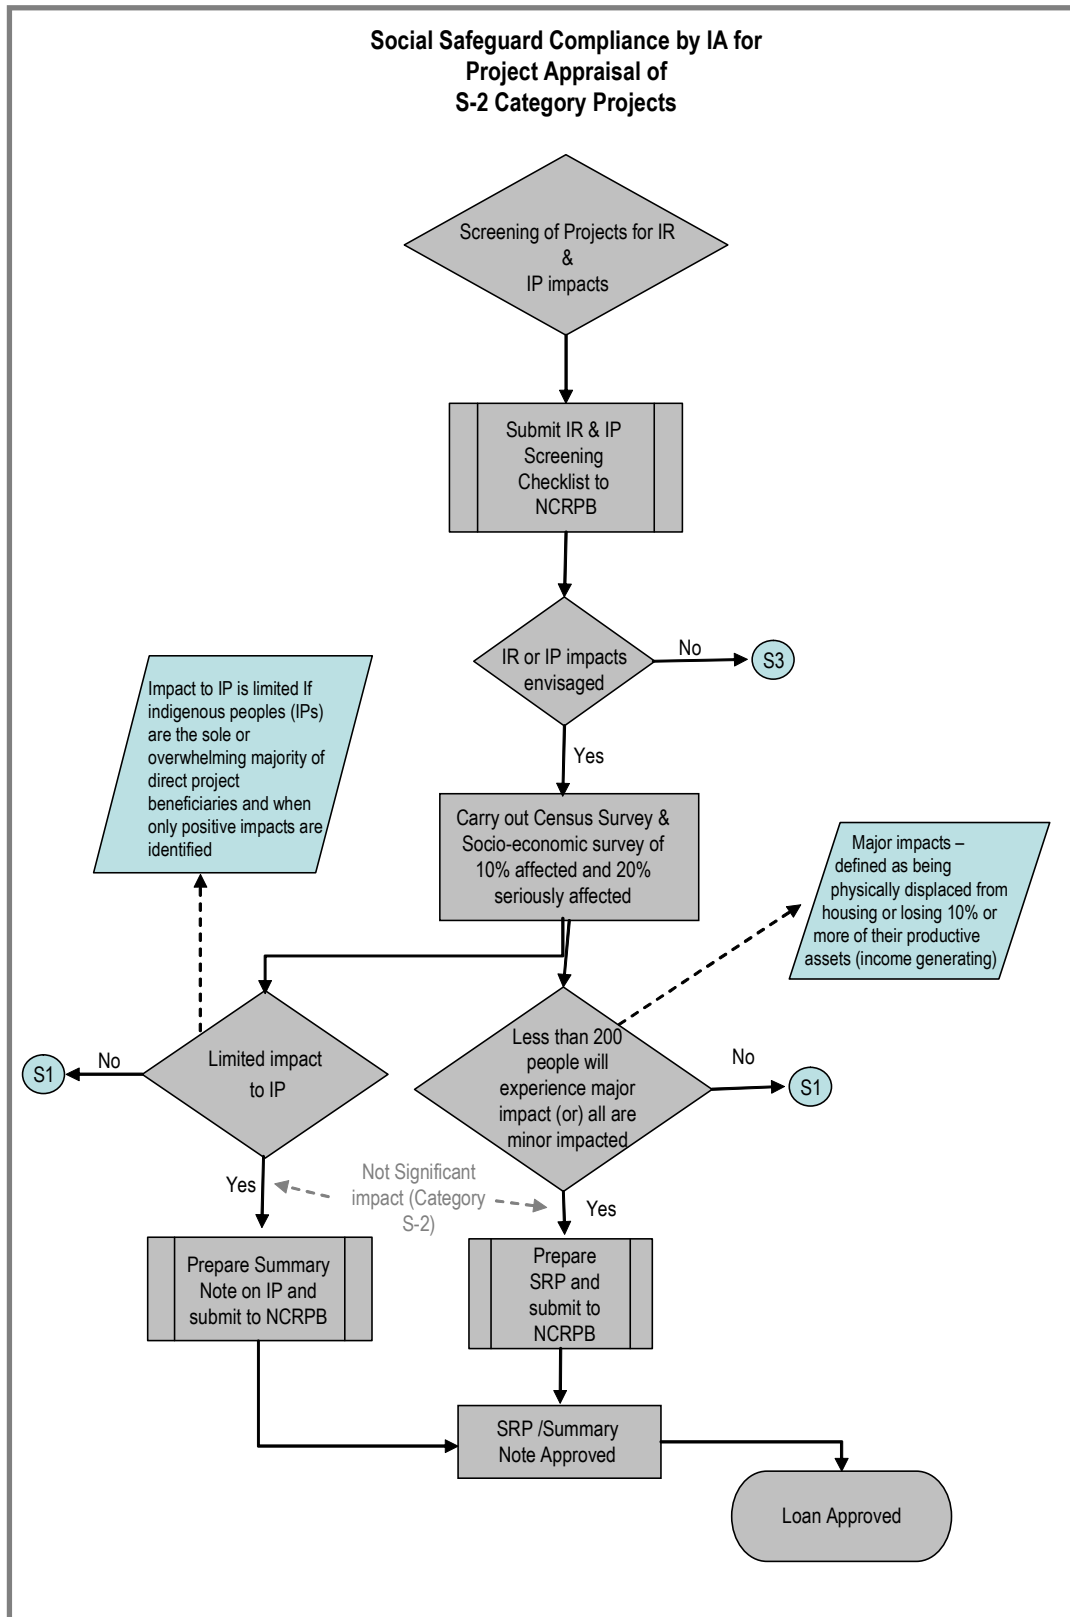 Social Safeguard Compliance by IA for
Project Appraisal of
S-2 Category Projects
Screening of Projects for IR
&
IP impacts
Submit IR & IP
Screening
Checklist to
NCRPB
IR or IP impacts
envisaged
No
S3
Yes
Impact to IP is limited If
indigenous peoples (IPs)
are the sole or
overwhelming majority of
direct project
beneficiaries and when
only positive impacts are
identified
Carry out Census Survey &
Socio-economic survey of
10% affected and 20%
seriously affected
Major impacts –
defined as being
physically displaced from
housing or losing 10% or
more of their productive
assets (income generating)
Limited impact
to IP
No
S1
Less than 200
people will
experience major
impact (or) all are
minor impacted
No
S1
Yes
Not Significant
impact (Category
S-2)
Yes
Prepare Summary
Note on IP and
submit to NCRPB
Prepare
SRP and
submit to
NCRPB
SRP /Summary
Note Approved
Loan Approved